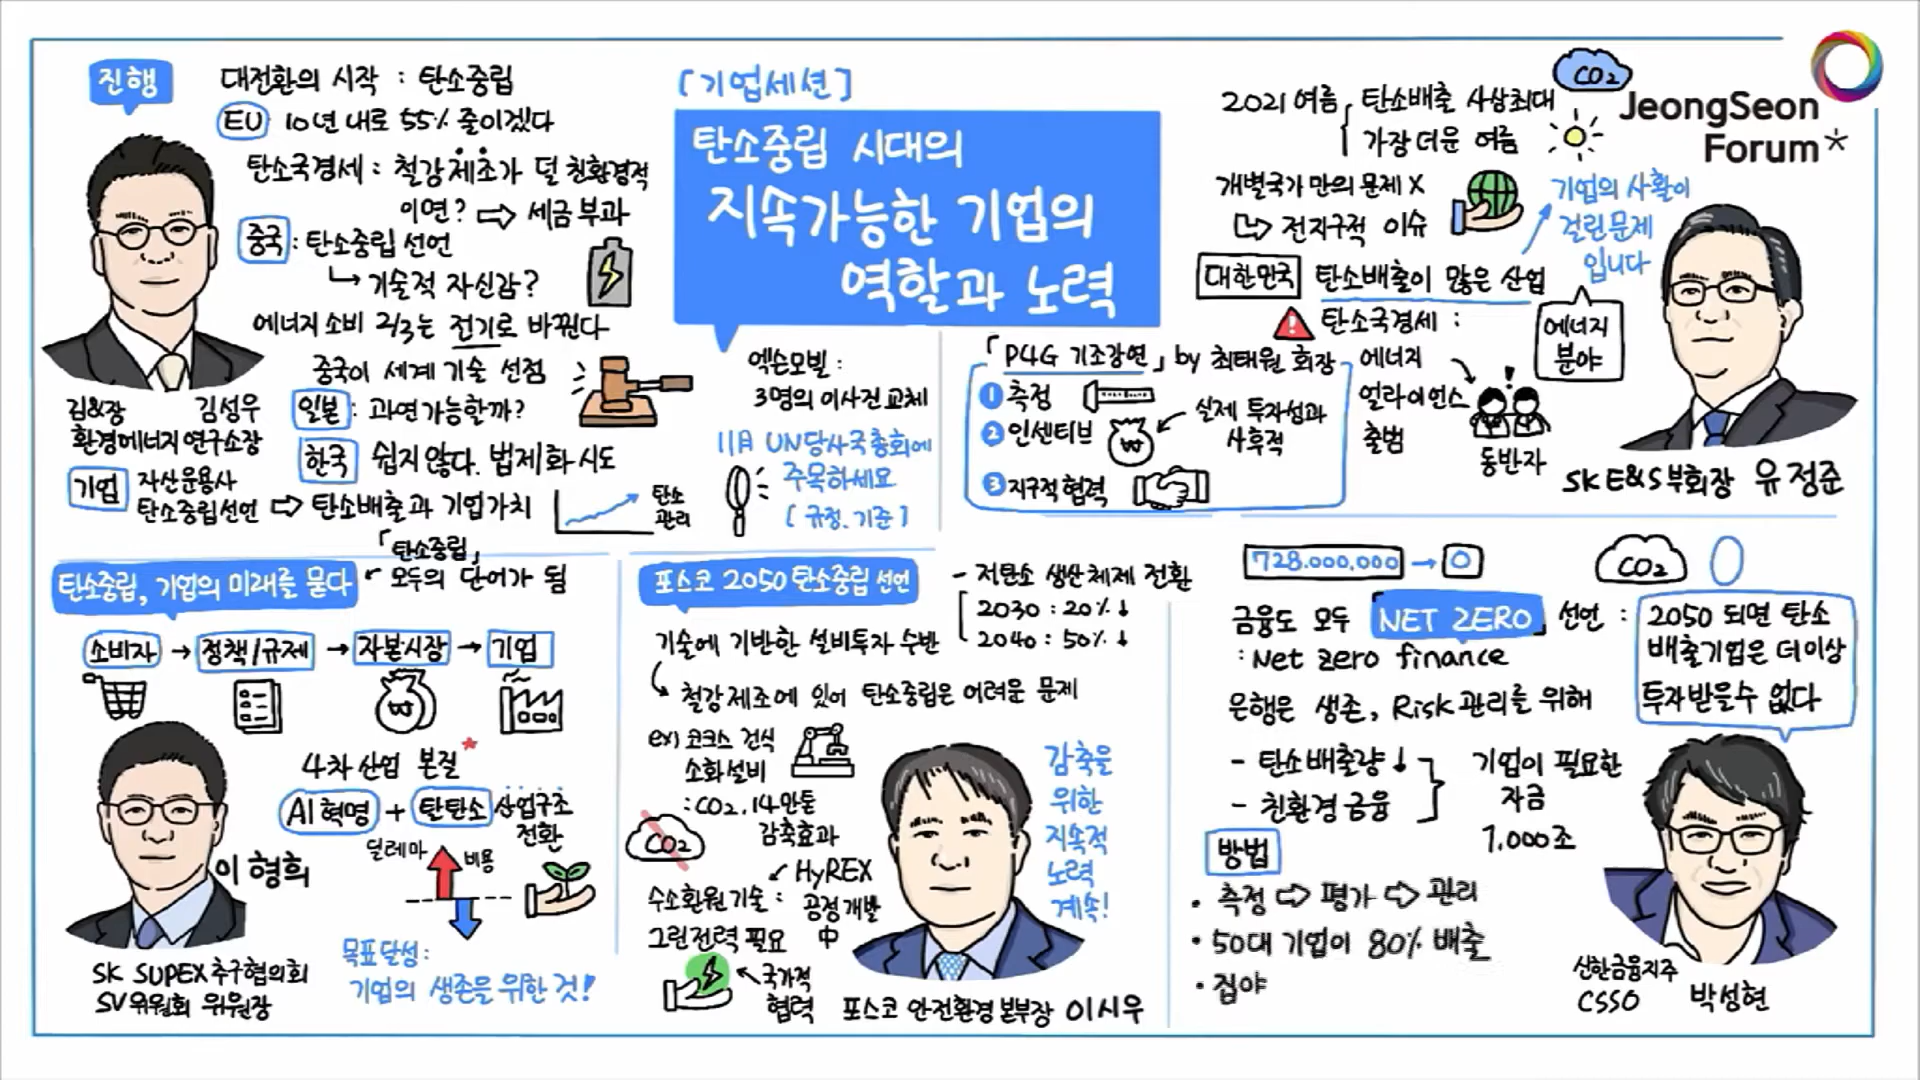 진행
대전환의 시작 : 탄소중립
EU 10년 내로 55% 줄이겠다
탄소국경세 : 철강제조가 덜 친환경적
이면? ⇨ 세금부과
중국 : 탄소중립 선언
↳ 기술적 자신감?
에너지소비 2/3는 전기로 바뀐다
중국이 세계 기술 선점
일본 : 과연가능할까?
한국 쉽지않다. 법제화시도
김&장 김성우
환경에너지연구소장
기업 자산운용사
탄소중립선언 ⇨ 탄소배출과 기업가치
탄소
관리
[기업세션]
탄소중립 시대의
지속가능한 기업의
역할과 노력
엑슨모빌 :
3명의 이사진교체
11月 UN당사국총회에
주목하세요
[규정.기준]
「P4G 기조강연」 by 최태원 회장
1 측정
2 인센티브
실제 투자성과
사후적
3 지구적협력
JeongSeon
Forum*
CO2
2021여름 탄소배출 사상최대
가장더운 여름
개별국가만의 문제 X
↳ 전지구적 이슈
기업의 사활이
걸린문제
입니다
대한민국 탄소배출이 많은 산업
탄소국경세 :
에너지
분야
에너지
얼라이언스
출범
동반자
SK E&S부회장 유정준
탄소중립, 기업의 미래를 묻다
「탄소중립」
모두의 단어가 됨
소비자 → 정책/규제 → 자본시장 → 기업
4차산업 본질*
AI혁명 + 탈탄소 산업구조
전환
딜레마
비용
목표달성 :
기업의 생존을 위한 것!
이형희
SK SUPEX추구협의회
SV위원회 위원장
포스코 2050탄소중립선언
- 저탄소 생산체제 전환
2030 : 20%↓
2040 : 50%↓
기술에 기반한 설비투자 수반
철강제조에 있어 탄소중립은 어려운 문제
ex) 코크스 건식
소화설비
: CO2. 14만톤
감축효과
CO2
HyREX
수소환원기술 : 공정개발
中
그린전력 필요
국가적
협력
감축을
위한
지속적
노력
계속!
포스코 안전환경본부장 이시우
728.000.000 → 0
CO2 0
금융도 모두 「NET ZERO」 선언 :
: Net zero finance
2050 되면 탄소
배출기업은 더이상
투자받을수 없다
은행은 생존, Risk관리를 위해
- 탄소배출량↓
- 친환경금융
기업이 필요한
자금
1,000조
방법
· 측정 ⇨ 평가 ⇨ 관리
· 50대 기업이 80% 배출
· 집야
신한금융지주
CSSO 박성현